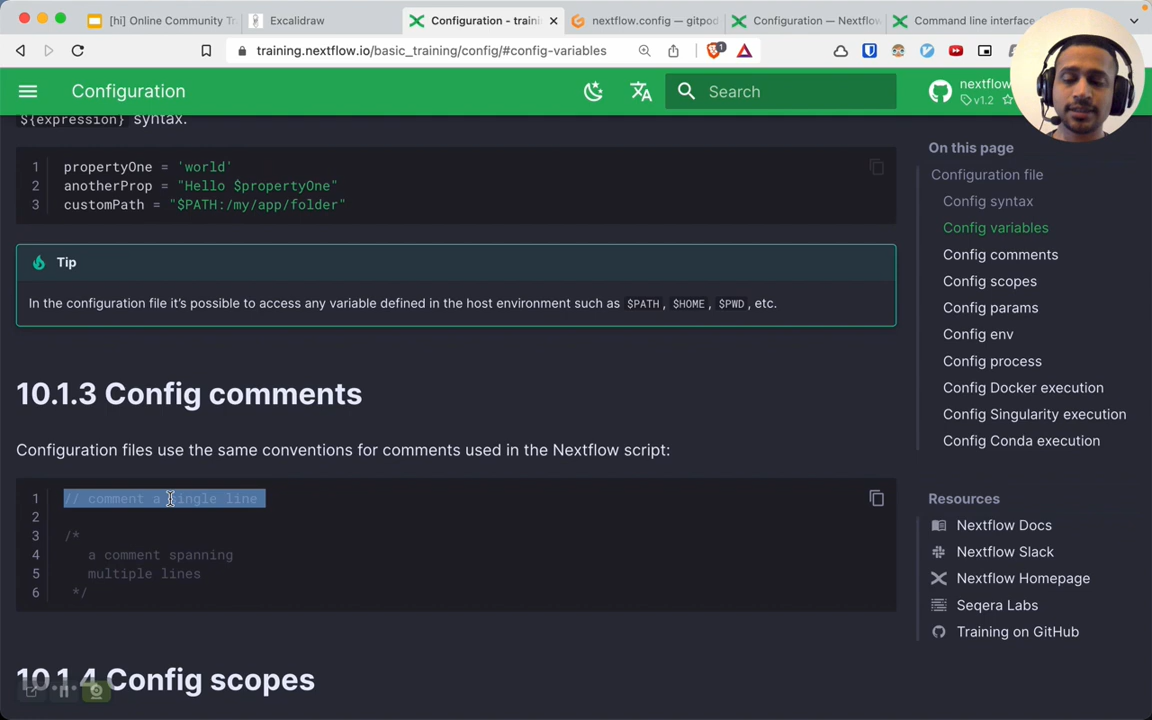 [hi] Online Community Tr
Excalidraw
Configuration - traini
nextflow.config — gitpod
Configuration — Nextflow
Command line interface
training.nextflow.io/basic_training/config/#config-variables
1
Configuration
Search
nextflow
v1.2
${expression} syntax.
1 propertyOne = 'world'
2 anotherProp = "Hello $propertyOne"
3 customPath = "$PATH:/my/app/folder"
Tip
In the configuration file it's possible to access any variable defined in the host environment such as $PATH, $HOME, $PWD, etc.
10.1.3 Config comments
Configuration files use the same conventions for comments used in the Nextflow script:
1 // comment a single line
2
3 /*
4 a comment spanning
5 multiple lines
6 */
10.1.4 Config scopes
On this page
Configuration file
Config syntax
Config variables
Config comments
Config scopes
Config params
Config env
Config process
Config Docker execution
Config Singularity execution
Config Conda execution
Resources
Nextflow Docs
Nextflow Slack
Nextflow Homepage
Seqera Labs
Training on GitHub